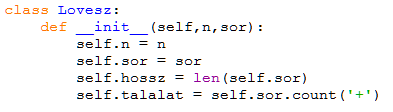 class Lovesz:
    def __init__(self,n,sor):
        self.n = n
        self.sor = sor
        self.hossz = len(self.sor)
        self.talalat = self.sor.count('+')